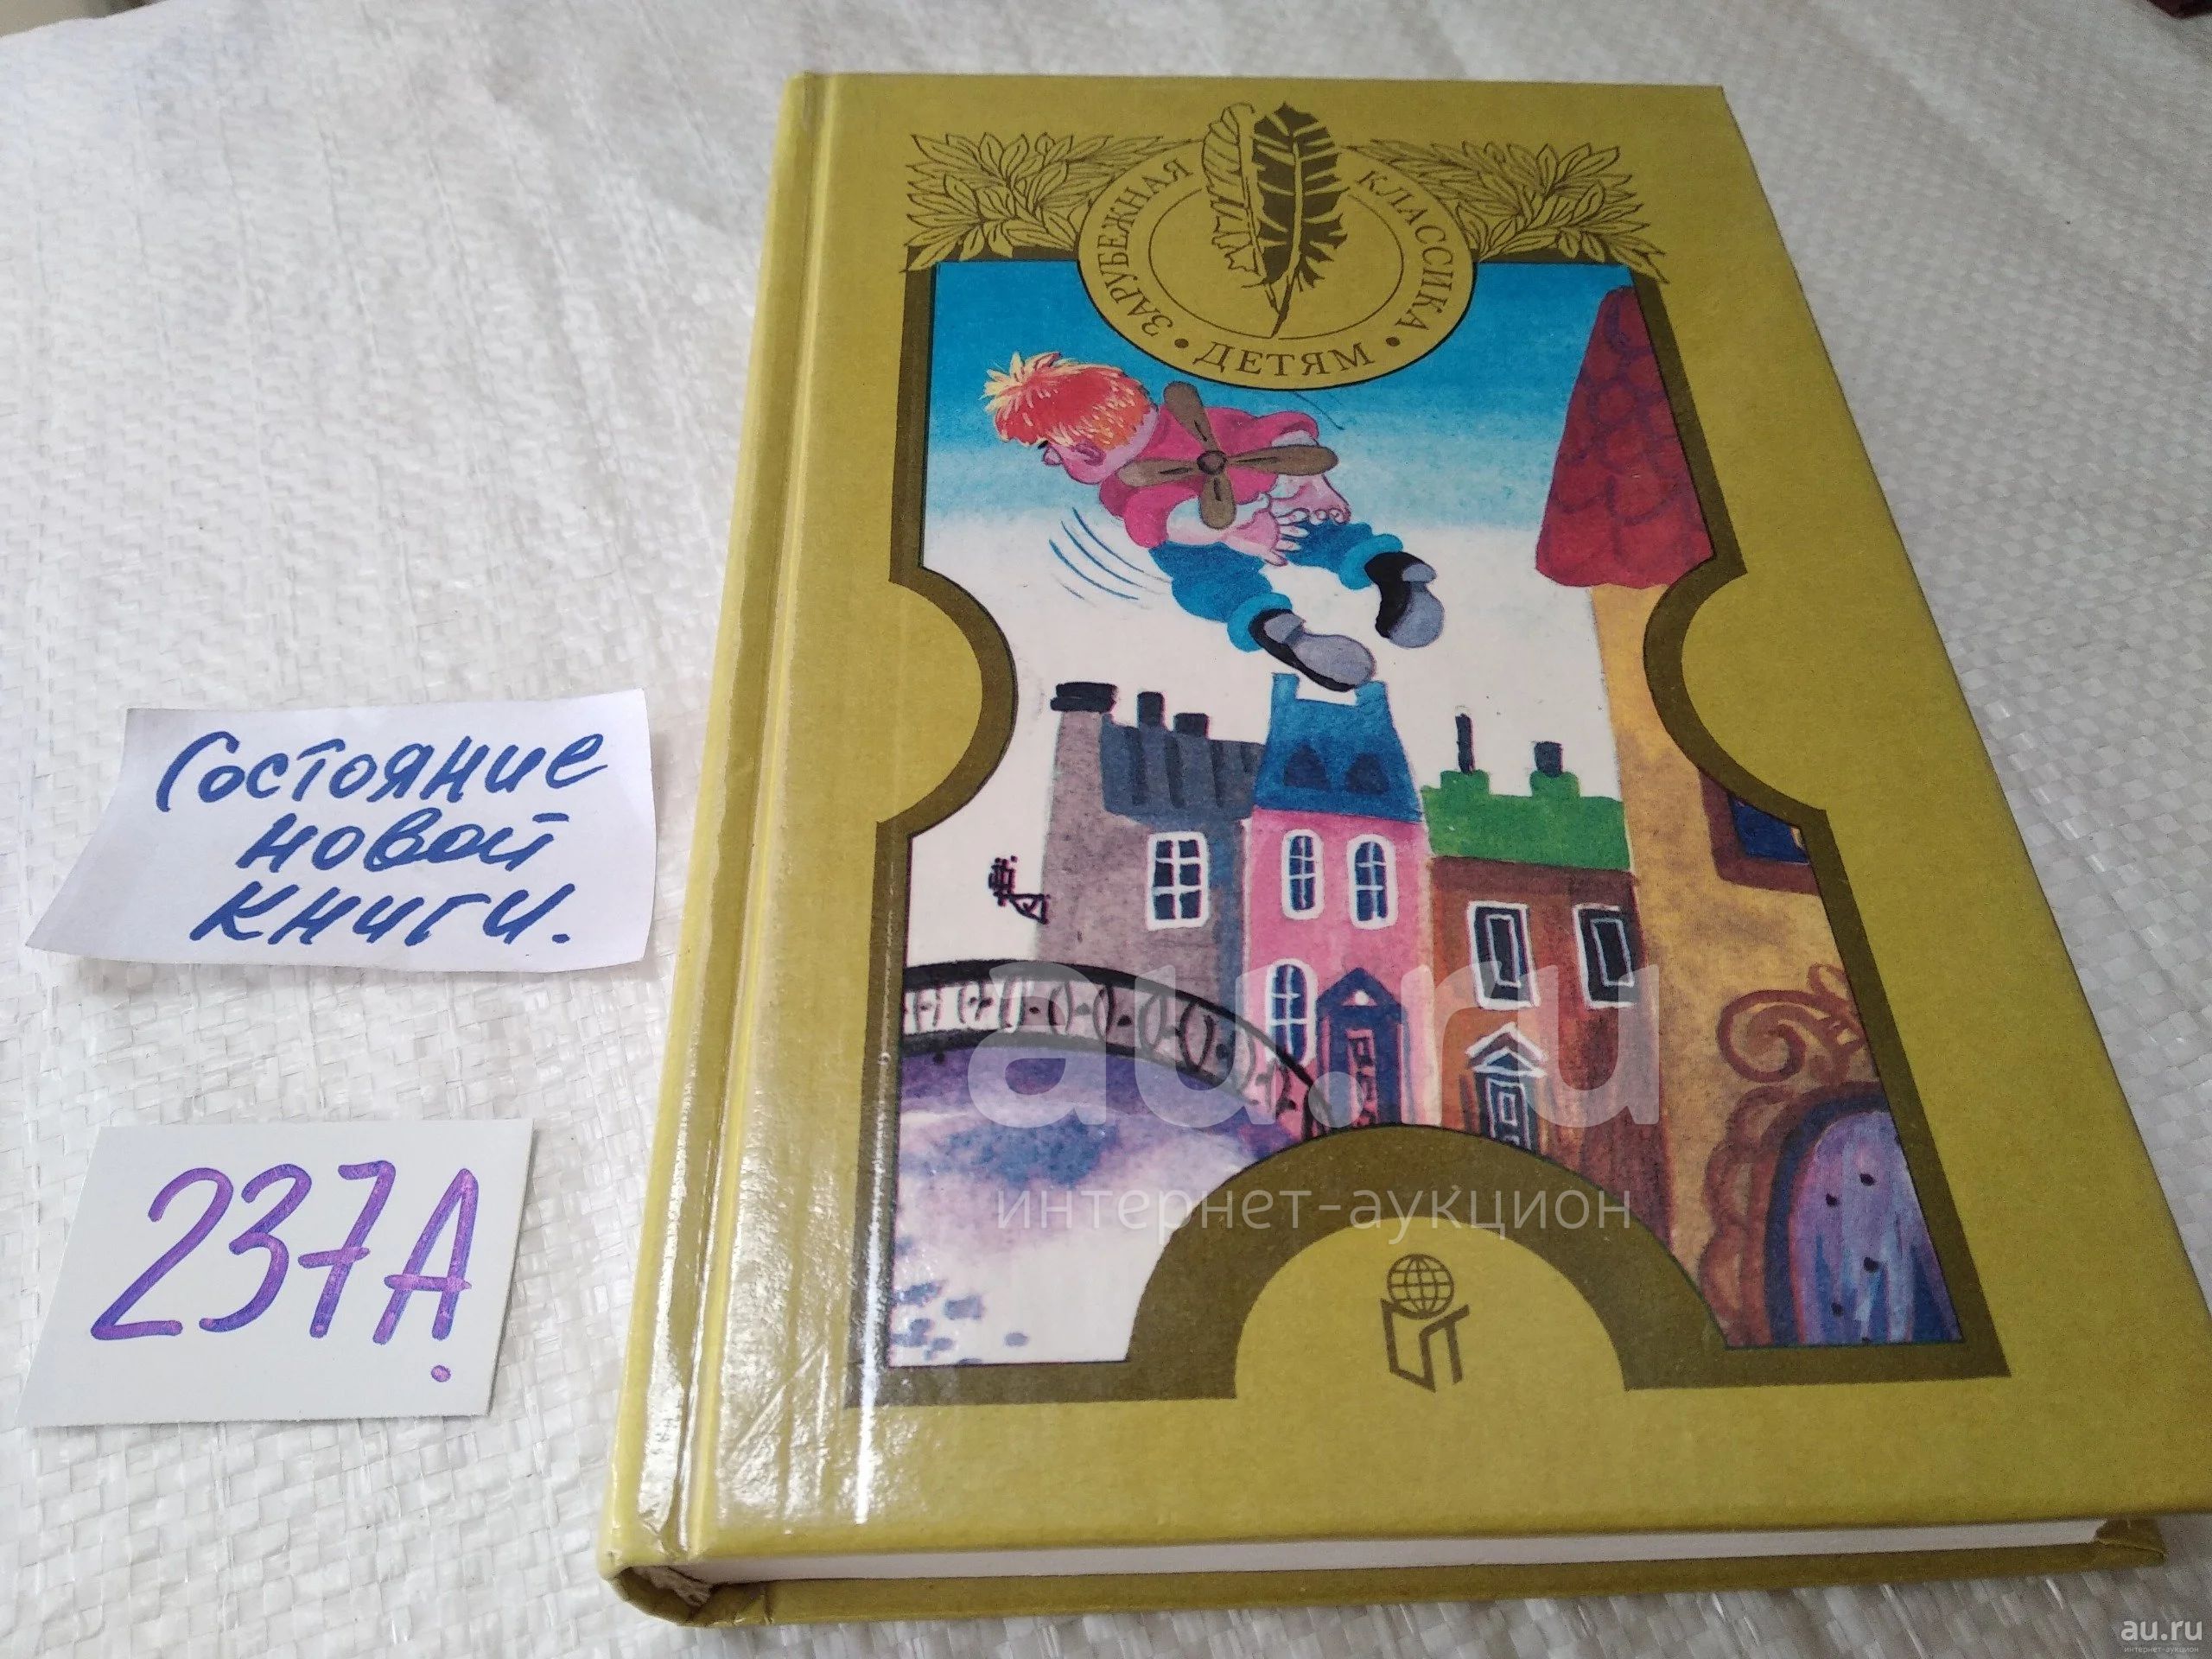 ЗАРУБЕЖНАЯ КЛАССИКА
• ДЕТЯМ •
Состояние
новой
книги.
237А
au.ru
интернет-аукцион
au.ru
интернет-аукцион